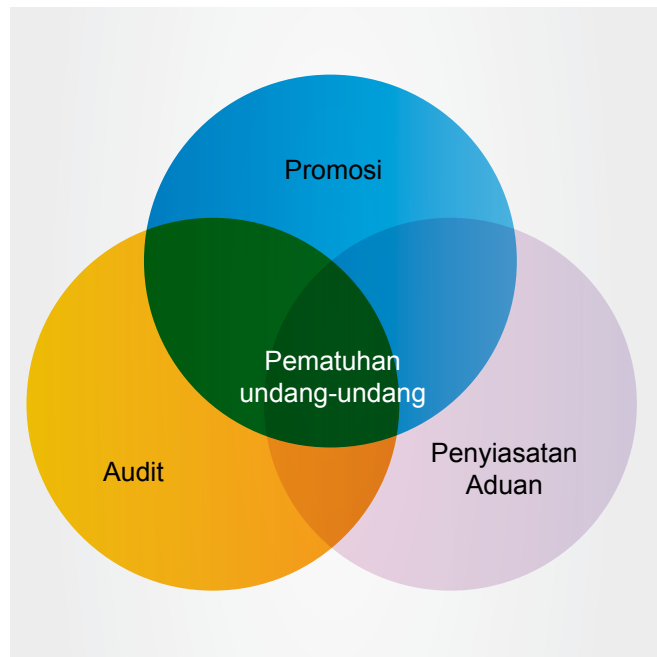 Promosi
Pematuhan
undang-undang
Audit
Penyiasatan
Aduan